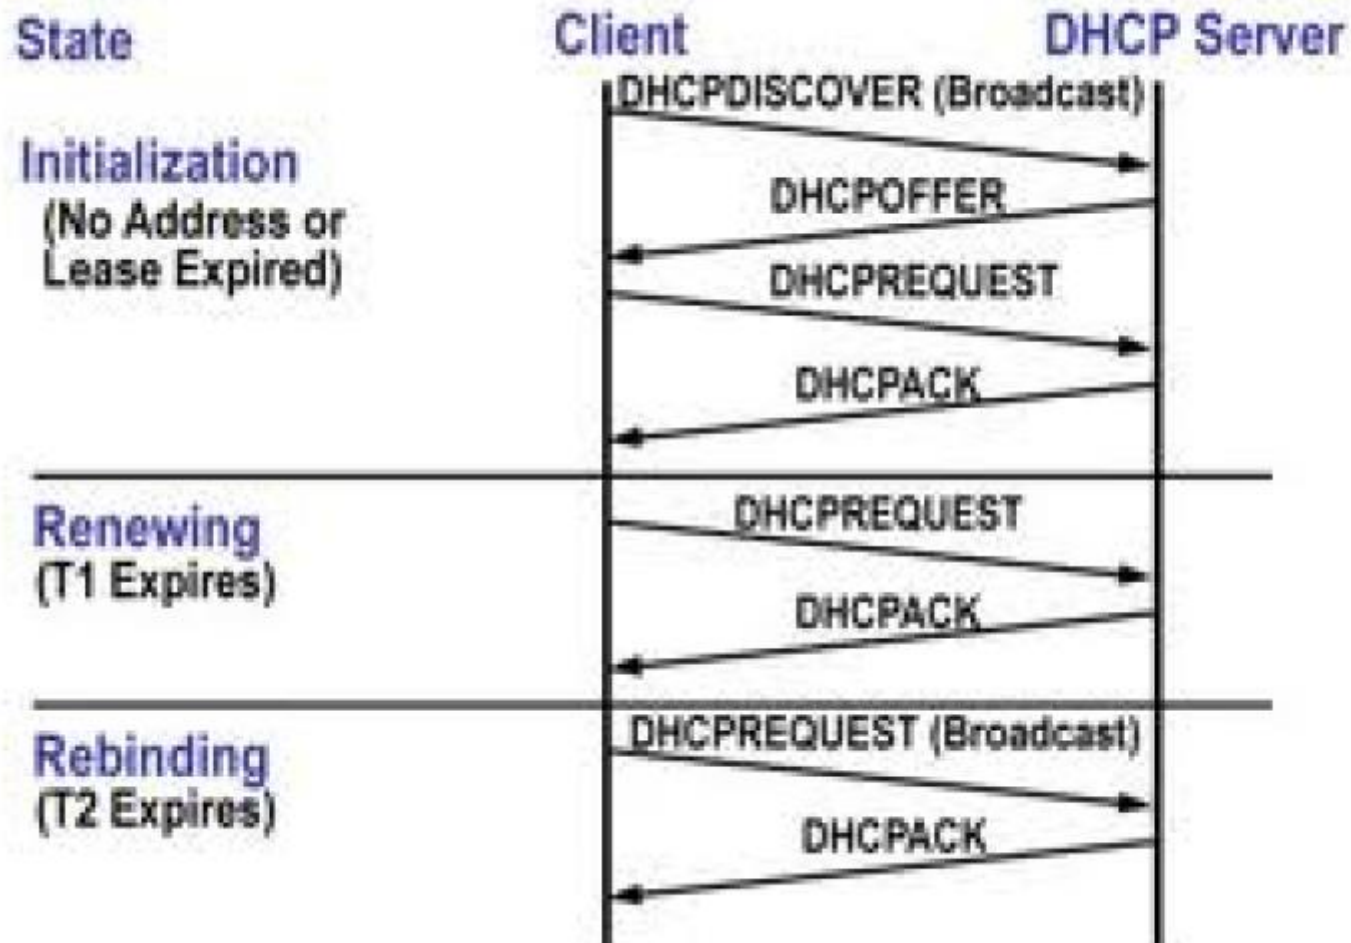 State Client DHCP Server
DHCPDISCOVER (Broadcast)
Initialization
(No Address or
Lease Expired)
DHCPOFFER
DHCPREQUEST
DHCPACK
Renewing
(T1 Expires)
DHCPREQUEST
DHCPACK
Rebinding
(T2 Expires)
DHCPREQUEST (Broadcast)
DHCPACK